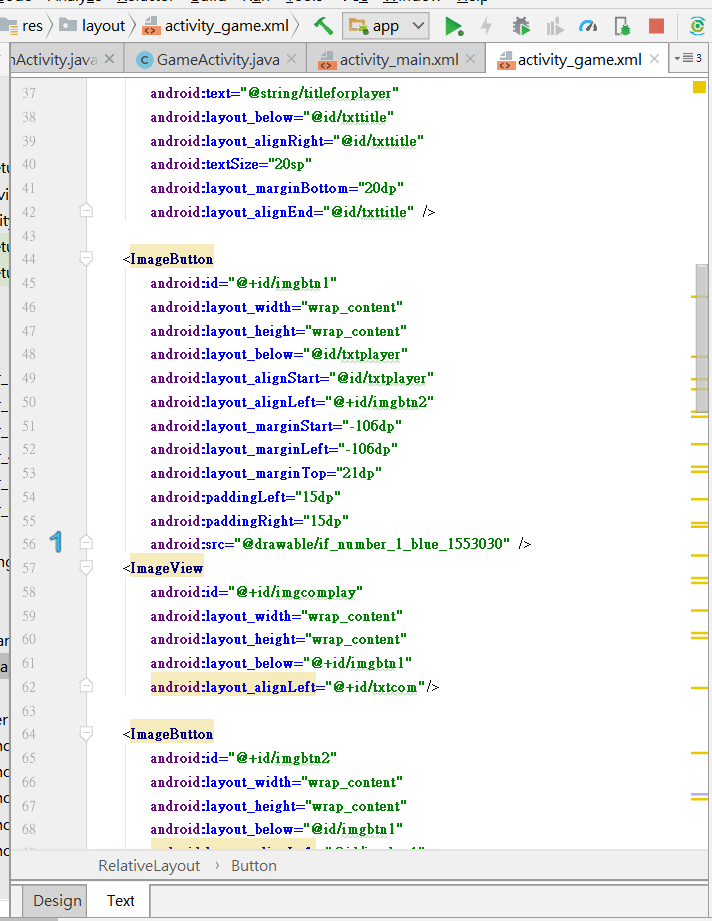 res layout activity_game.xml app
nActivity.java GameActivity.java activity_main.xml activity_game.xml 3
37 android:text="@string/titleforplayer"
38 android:layout_below="@id/txttitle"
39 android:layout_alignRight="@id/txttitle"
40 android:textSize="20sp"
41 android:layout_marginBottom="20dp"
42 android:layout_alignEnd="@id/txttitle" />
43
44 <ImageButton
45 android:id="@+id/imgbtn1"
46 android:layout_width="wrap_content"
47 android:layout_height="wrap_content"
48 android:layout_below="@id/txtplayer"
49 android:layout_alignStart="@id/txtplayer"
50 android:layout_alignLeft="@+id/imgbtn2"
51 android:layout_marginStart="-106dp"
52 android:layout_marginLeft="-106dp"
53 android:layout_marginTop="21dp"
54 android:paddingLeft="15dp"
55 android:paddingRight="15dp"
56 1 android:src="@drawable/if_number_1_blue_1553030" />
57 <ImageView
58 android:id="@+id/imgcomplay"
59 android:layout_width="wrap_content"
60 android:layout_height="wrap_content"
61 android:layout_below="@+id/imgbtn1"
62 android:layout_alignLeft="@+id/txtcom"/>
63
64 <ImageButton
65 android:id="@+id/imgbtn2"
66 android:layout_width="wrap_content"
67 android:layout_height="wrap_content"
68 android:layout_below="@id/imgbtn1"
RelativeLayout › Button
Design Text